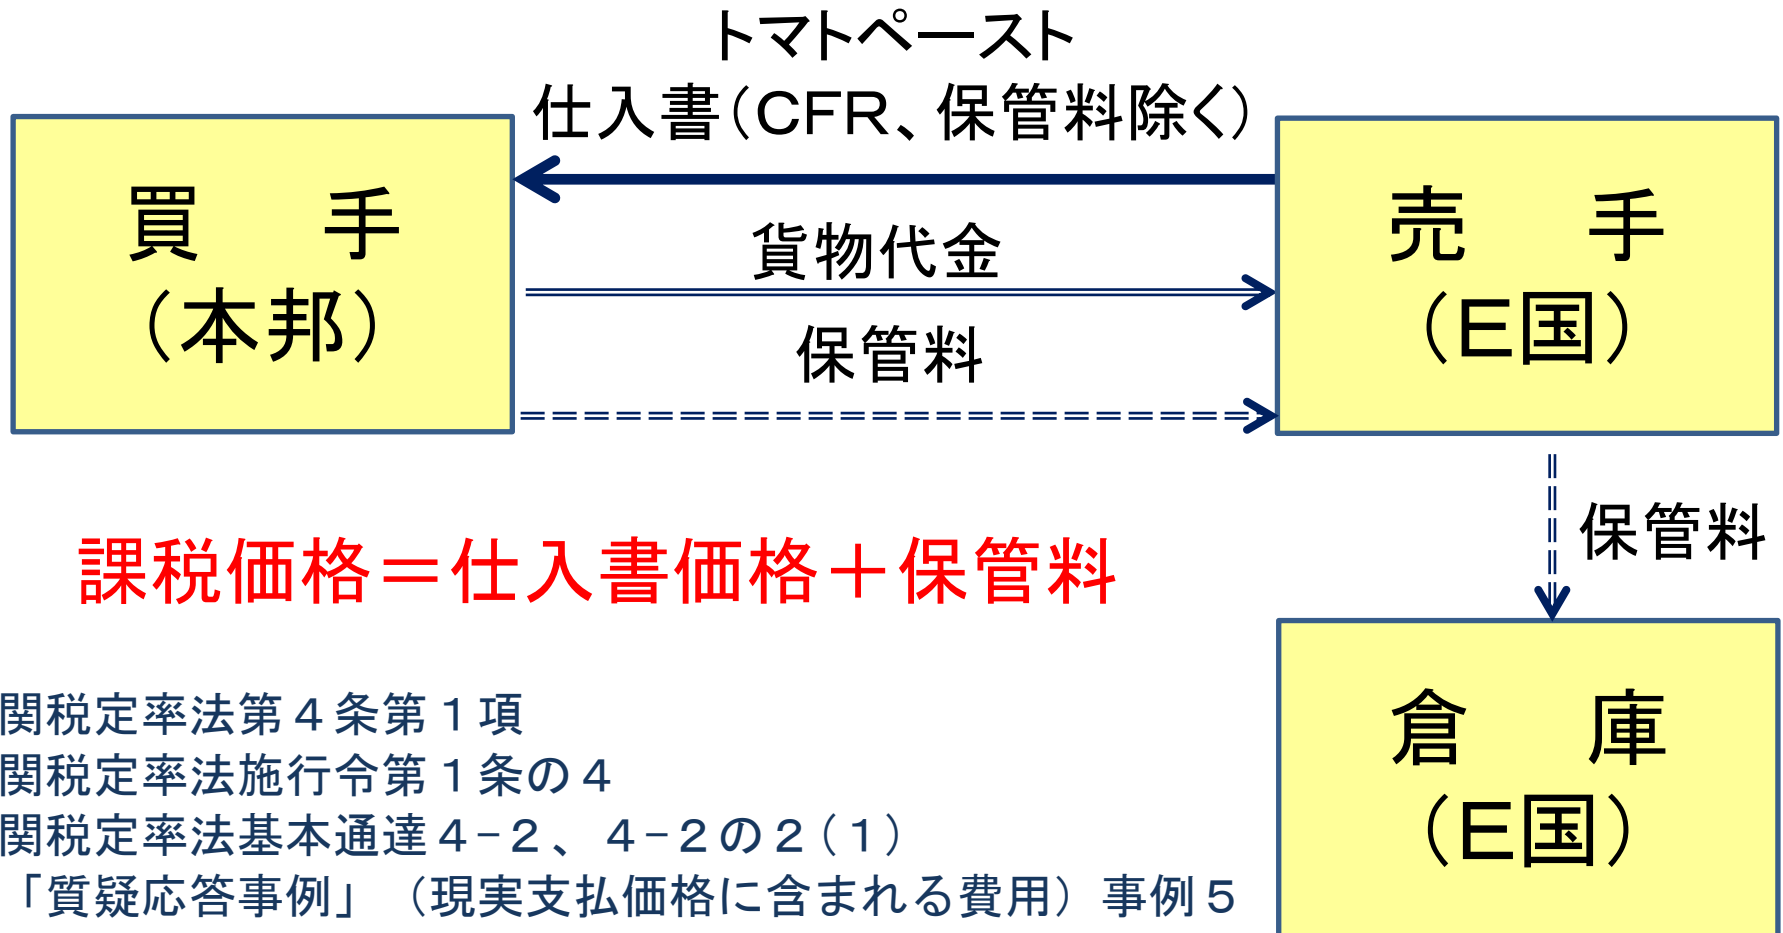 トマトペースト
仕入書（CFR、保管料除く）
買　手
（本邦）
売　手
（E国）
貨物代金
保管料
保管料
課税価格＝仕入書価格＋保管料
倉　庫
（E国）
関税定率法第４条第１項
関税定率法施行令第１条の４
関税定率法基本通達４−２、４−２の２（１）
「質疑応答事例」（現実支払価格に含まれる費用）事例５